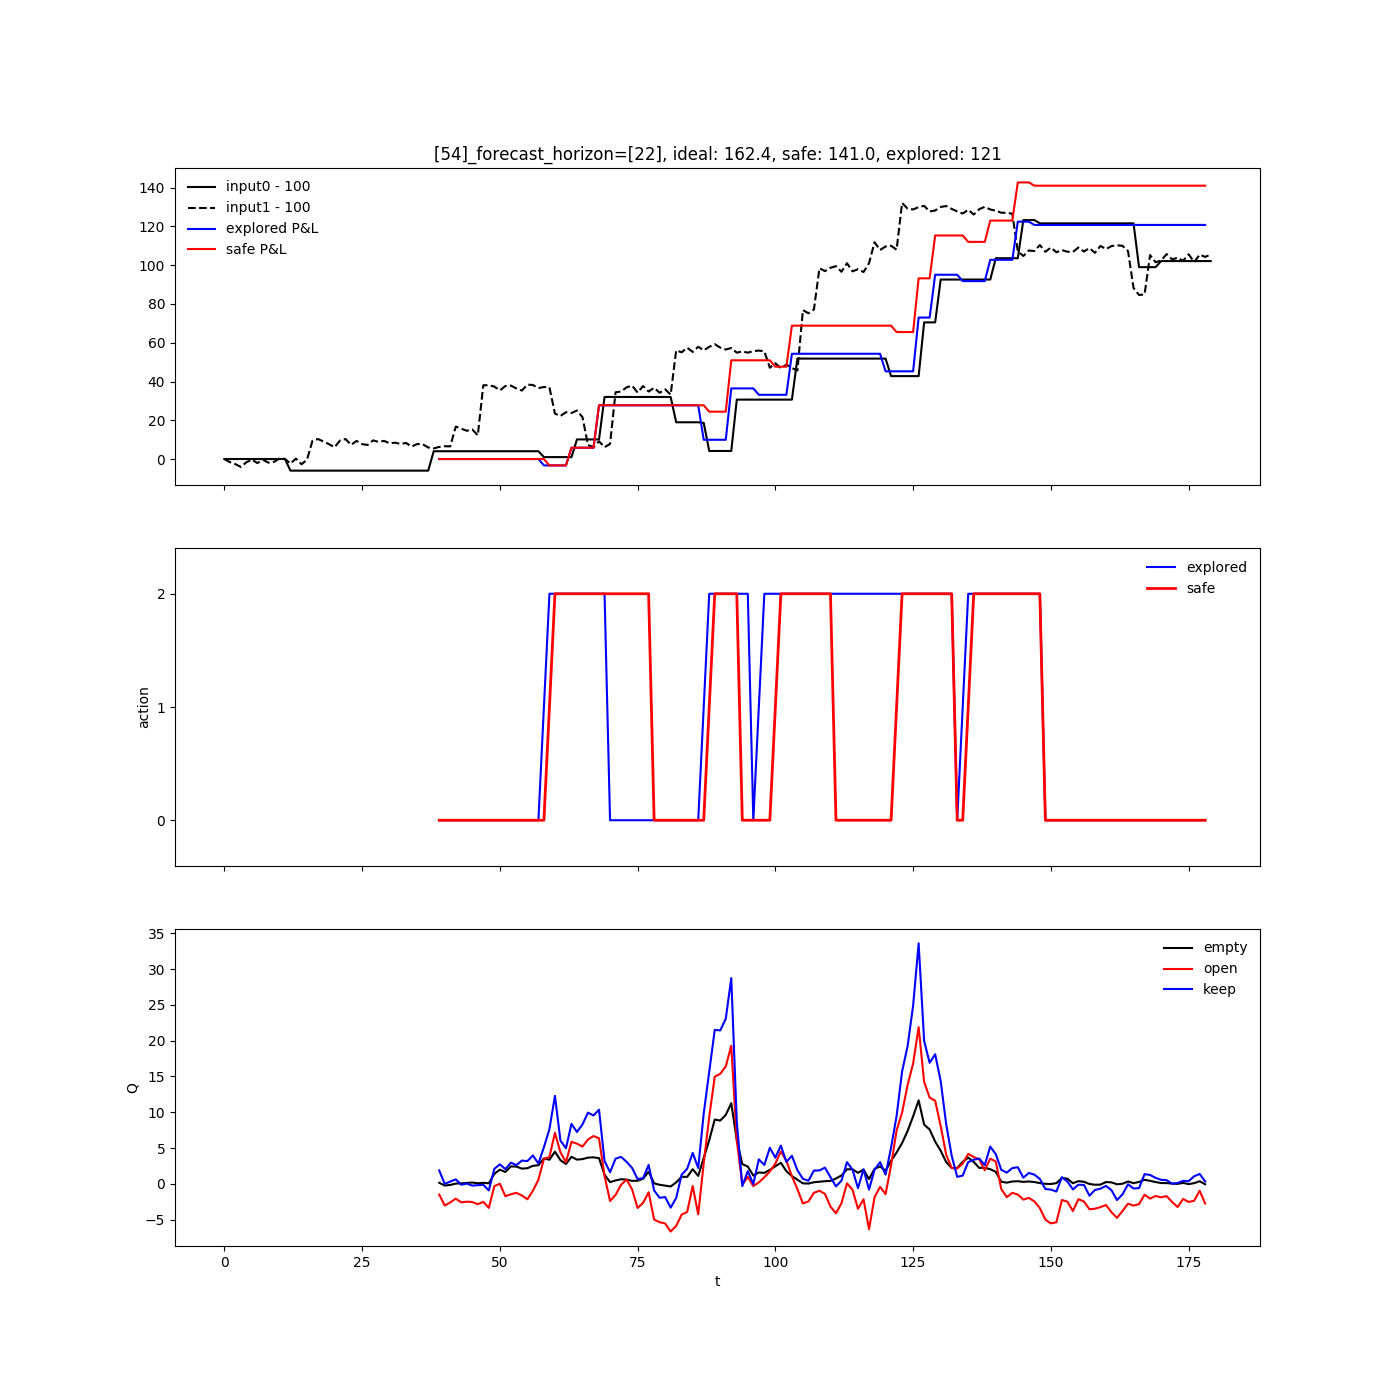 [54]_forecast_horizon=[22], ideal: 162.4, safe: 141.0, explored: 121
input0 - 100
input1 - 100
explored P&L
safe P&L
140
120
100
80
60
40
20
0
explored
safe
2
1
0
action
empty
open
keep
35
30
25
20
15
10
5
0
−5
Q
0 25 50 75 100 125 150 175
t